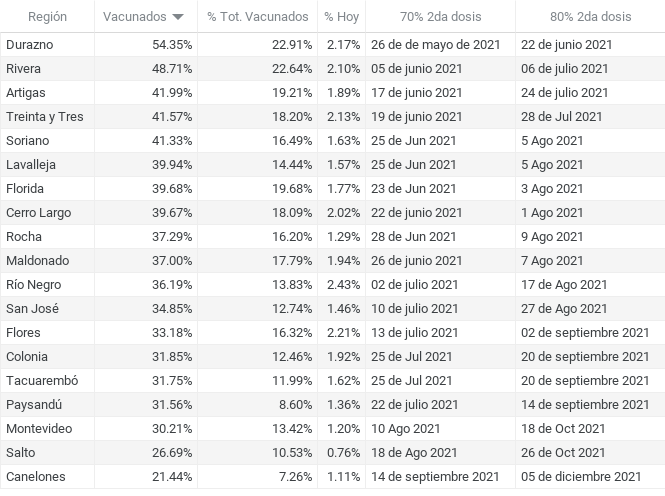 Región Vacunados % Tot. Vacunados % Hoy 70% 2da dosis 80% 2da dosis
Durazno 54.35% 22.91% 2.17% 26 de de mayo de 2021 22 de junio 2021
Rivera 48.71% 22.64% 2.10% 05 de junio 2021 06 de julio 2021
Artigas 41.99% 19.21% 1.89% 17 de junio 2021 24 de julio 2021
Treinta y Tres 41.57% 18.20% 2.13% 19 de junio 2021 28 de Jul 2021
Soriano 41.33% 16.49% 1.63% 25 de Jun 2021 5 Ago 2021
Lavalleja 39.94% 14.44% 1.57% 25 de Jun 2021 5 Ago 2021
Florida 39.68% 19.68% 1.77% 23 de Jun 2021 3 Ago 2021
Cerro Largo 39.67% 18.09% 2.02% 22 de junio 2021 1 Ago 2021
Rocha 37.29% 16.20% 1.29% 28 de Jun 2021 9 Ago 2021
Maldonado 37.00% 17.79% 1.94% 26 de junio 2021 7 Ago 2021
Río Negro 36.19% 13.83% 2.43% 02 de julio 2021 17 de Ago 2021
San José 34.85% 12.74% 1.46% 10 de julio 2021 27 de Ago 2021
Flores 33.18% 16.32% 2.21% 13 de julio 2021 02 de septiembre 2021
Colonia 31.85% 12.46% 1.92% 25 de Jul 2021 20 de septiembre 2021
Tacuarembó 31.75% 11.99% 1.62% 25 de Jul 2021 20 de septiembre 2021
Paysandú 31.56% 8.60% 1.36% 22 de julio 2021 14 de septiembre 2021
Montevideo 30.21% 13.42% 1.20% 10 Ago 2021 18 de Oct 2021
Salto 26.69% 10.53% 0.76% 18 de Ago 2021 26 de Oct 2021
Canelones 21.44% 7.26% 1.11% 14 de septiembre 2021 05 de diciembre 2021